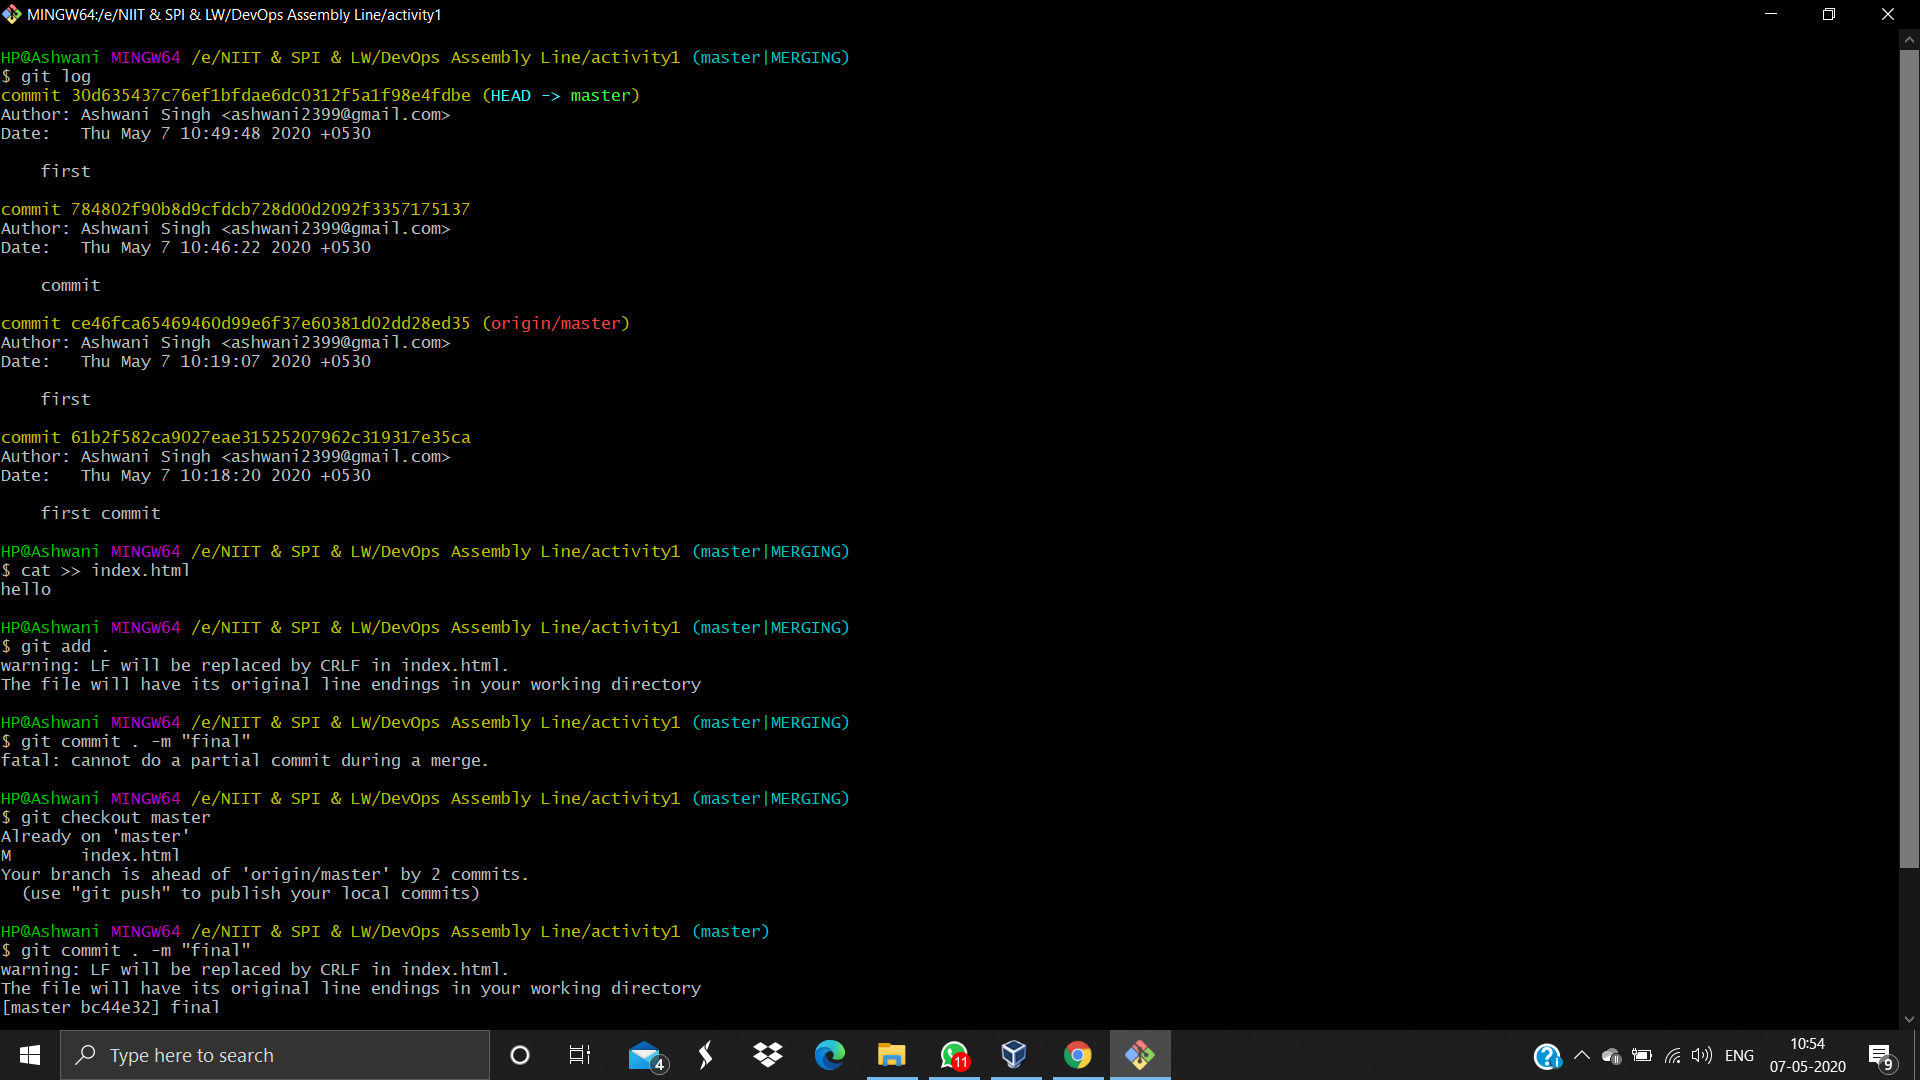 MINGW64:/e/NIIT & SPI & LW/DevOps Assembly Line/activity1
HP@Ashwani MINGW64 /e/NIIT & SPI & LW/DevOps Assembly Line/activity1 (master|MERGING)
$ git log
commit 30d635437c76ef1bfdae6dc0312f5a1f98e4fdbe (HEAD -> master)
Author: Ashwani Singh <ashwani2399@gmail.com>
Date:   Thu May 7 10:49:48 2020 +0530
first
commit 784802f90b8d9cfdcb728d00d2092f3357175137
Author: Ashwani Singh <ashwani2399@gmail.com>
Date:   Thu May 7 10:46:22 2020 +0530
commit
commit ce46fca65469460d99e6f37e60381d02dd28ed35 (origin/master)
Author: Ashwani Singh <ashwani2399@gmail.com>
Date:   Thu May 7 10:19:07 2020 +0530
first
commit 61b2f582ca9027eae31525207962c319317e35ca
Author: Ashwani Singh <ashwani2399@gmail.com>
Date:   Thu May 7 10:18:20 2020 +0530
first commit
HP@Ashwani MINGW64 /e/NIIT & SPI & LW/DevOps Assembly Line/activity1 (master|MERGING)
$ cat >> index.html
hello
HP@Ashwani MINGW64 /e/NIIT & SPI & LW/DevOps Assembly Line/activity1 (master|MERGING)
$ git add .
warning: LF will be replaced by CRLF in index.html.
The file will have its original line endings in your working directory
HP@Ashwani MINGW64 /e/NIIT & SPI & LW/DevOps Assembly Line/activity1 (master|MERGING)
$ git commit . -m "final"
fatal: cannot do a partial commit during a merge.
HP@Ashwani MINGW64 /e/NIIT & SPI & LW/DevOps Assembly Line/activity1 (master|MERGING)
$ git checkout master
Already on 'master'
M       index.html
Your branch is ahead of 'origin/master' by 2 commits.
(use "git push" to publish your local commits)
HP@Ashwani MINGW64 /e/NIIT & SPI & LW/DevOps Assembly Line/activity1 (master)
$ git commit . -m "final"
warning: LF will be replaced by CRLF in index.html.
The file will have its original line endings in your working directory
[master bc44e32] final
Type here to search
4
11
ENG
10:54
07-05-2020
9